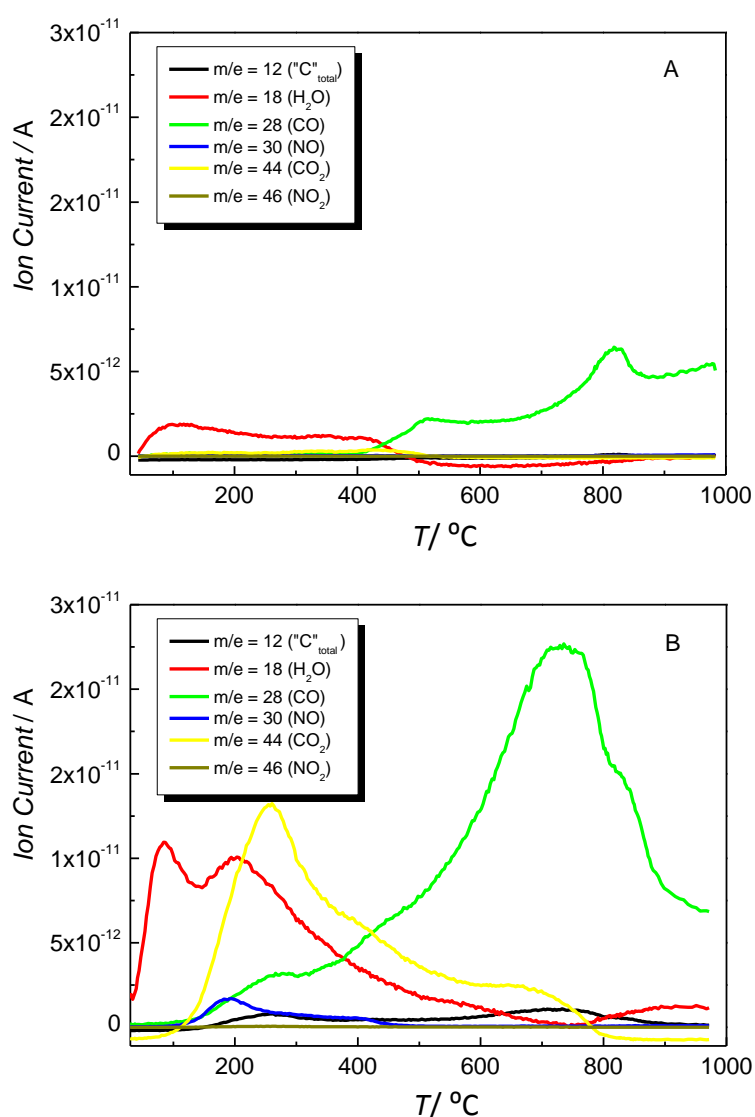 3x10⁻¹¹
2x10⁻¹¹
2x10⁻¹¹
1x10⁻¹¹
5x10⁻¹²
0
Ion Current / A
m/e = 12 ("C"total)
m/e = 18 (H₂O)
m/e = 28 (CO)
m/e = 30 (NO)
m/e = 44 (CO₂)
m/e = 46 (NO₂)
A
200 400 600 800 1000
T/ ºC
3x10⁻¹¹
2x10⁻¹¹
2x10⁻¹¹
1x10⁻¹¹
5x10⁻¹²
0
Ion Current / A
m/e = 12 ("C"total)
m/e = 18 (H₂O)
m/e = 28 (CO)
m/e = 30 (NO)
m/e = 44 (CO₂)
m/e = 46 (NO₂)
B
200 400 600 800 1000
T/ ºC